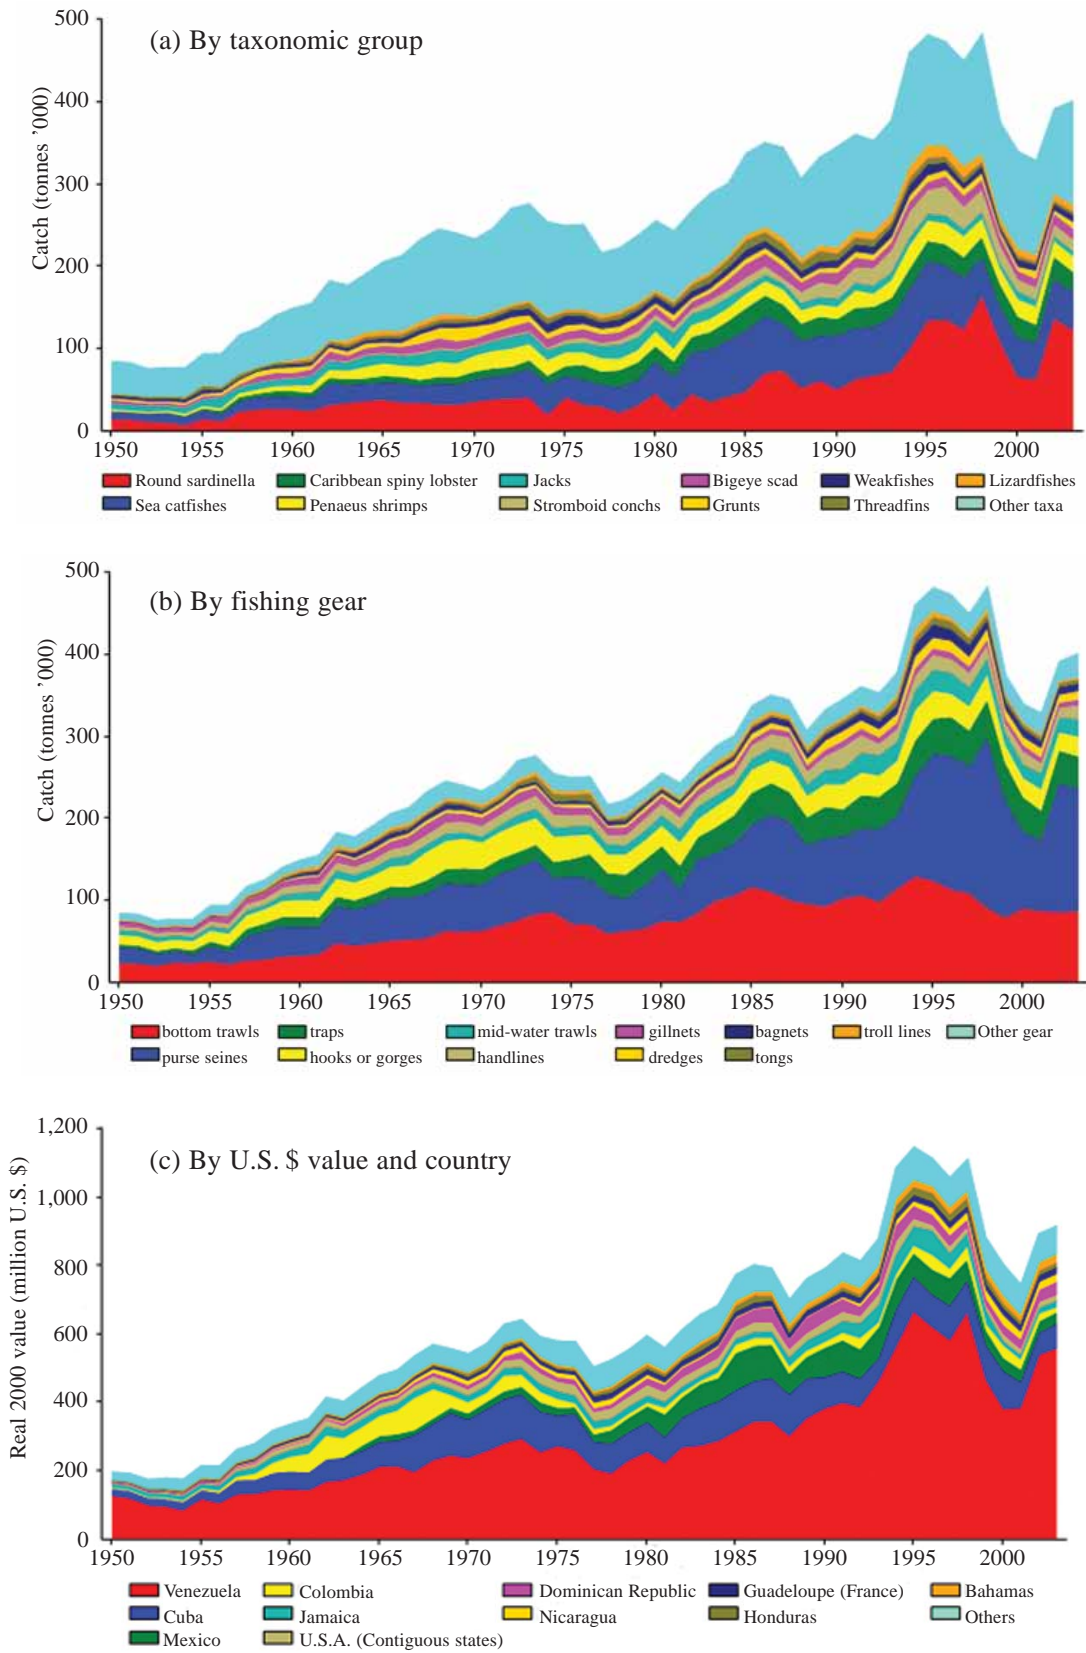 (a) By taxonomic group
Catch (tonnes ’000)
500
400
300
200
100
0
1950 1955 1960 1965 1970 1975 1980 1985 1990 1995 2000
Round sardinella Caribbean spiny lobster Jacks Bigeye scad Weakfishes Lizardfishes
Sea catfishes Penaeus shrimps Stromboid conchs Grunts Threadfins Other taxa
(b) By fishing gear
Catch (tonnes ’000)
500
400
300
200
100
0
1950 1955 1960 1965 1970 1975 1980 1985 1990 1995 2000
bottom trawls traps mid-water trawls gillnets bagnets troll lines Other gear
purse seines hooks or gorges handlines dredges tongs
(c) By U.S. $ value and country
Real 2000 value (million U.S. $)
1,200
1,000
800
600
400
200
0
1950 1955 1960 1965 1970 1975 1980 1985 1990 1995 2000
Venezuela Colombia Dominican Republic Guadeloupe (France) Bahamas
Cuba Jamaica Nicaragua Honduras Others
Mexico U.S.A. (Contiguous states)